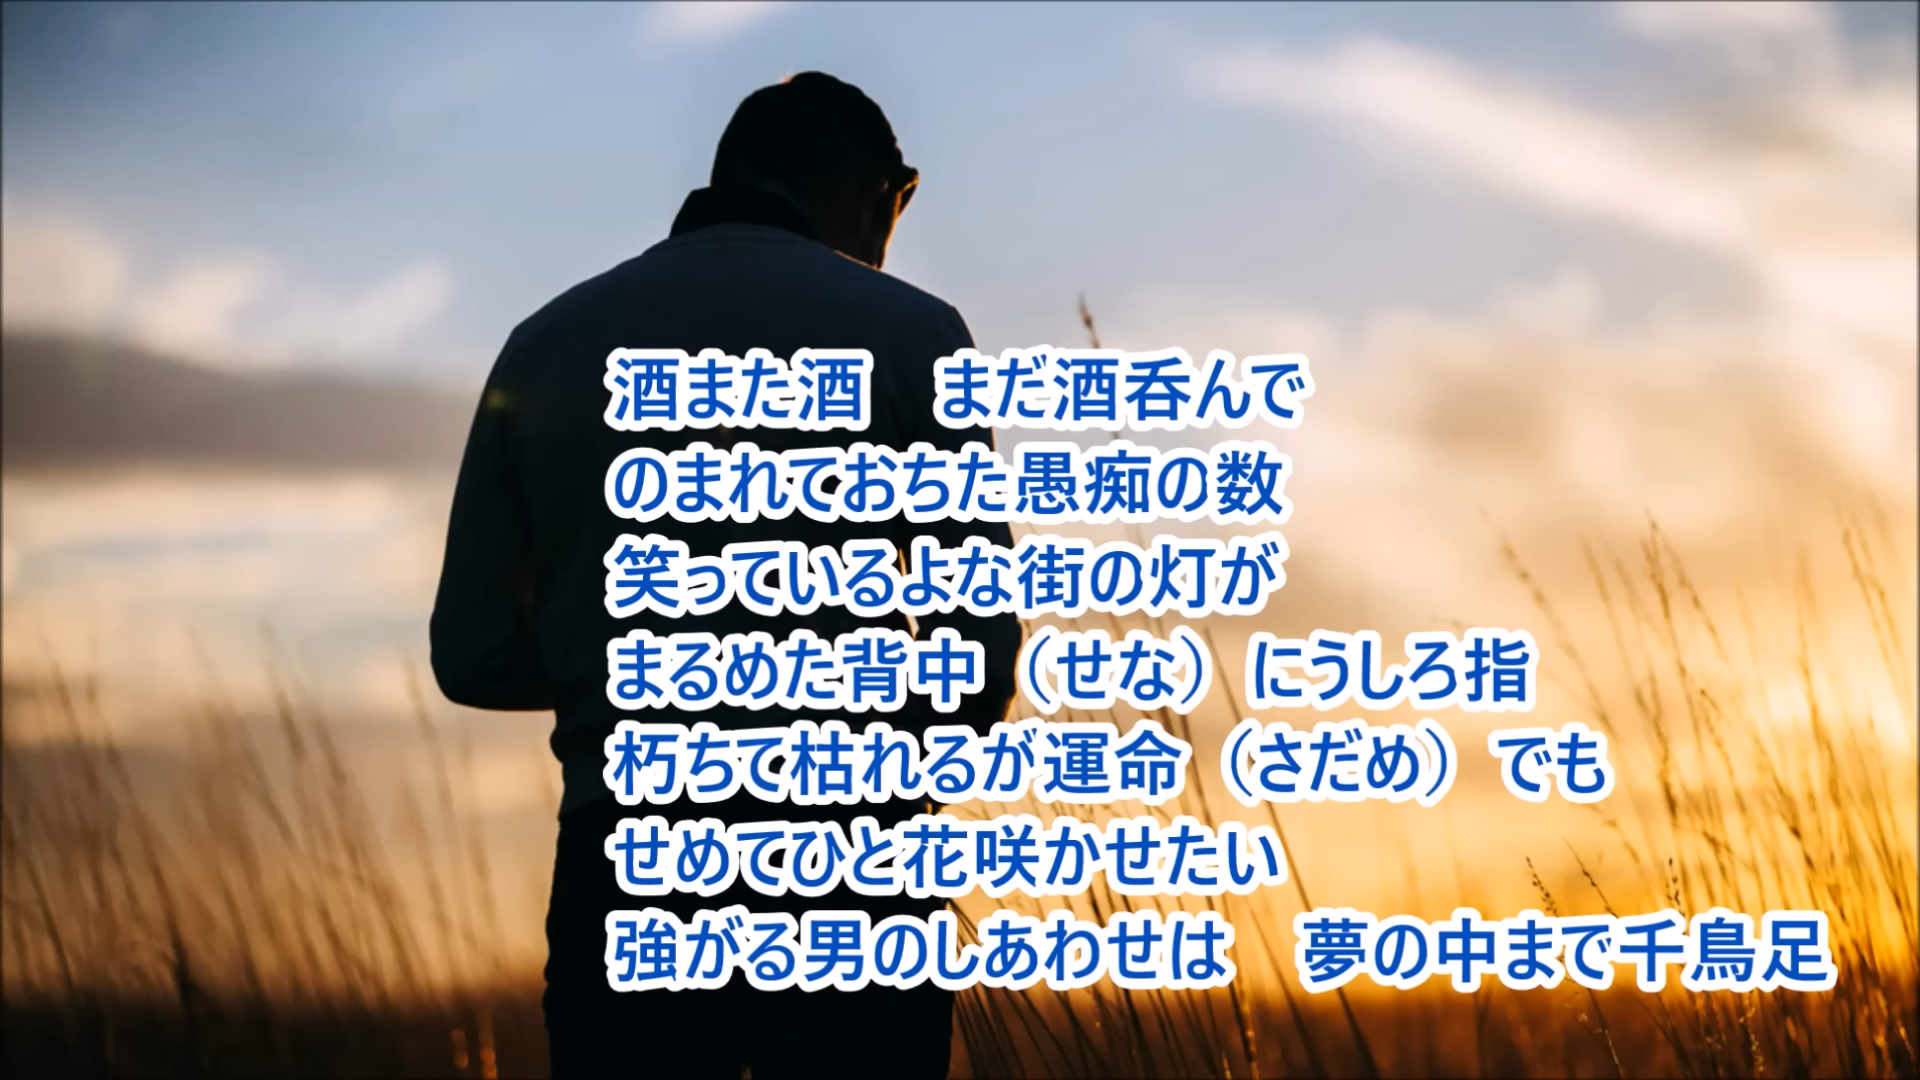 酒また酒　まだ酒呑んで
のまれておちた愚痴の数
笑っているよな街の灯が
まるめた背中（せな）にうしろ指
朽ちて枯れるが運命（さだめ）でも
せめてひと花咲かせたい
強がる男のしあわせは　夢の中まで千鳥足